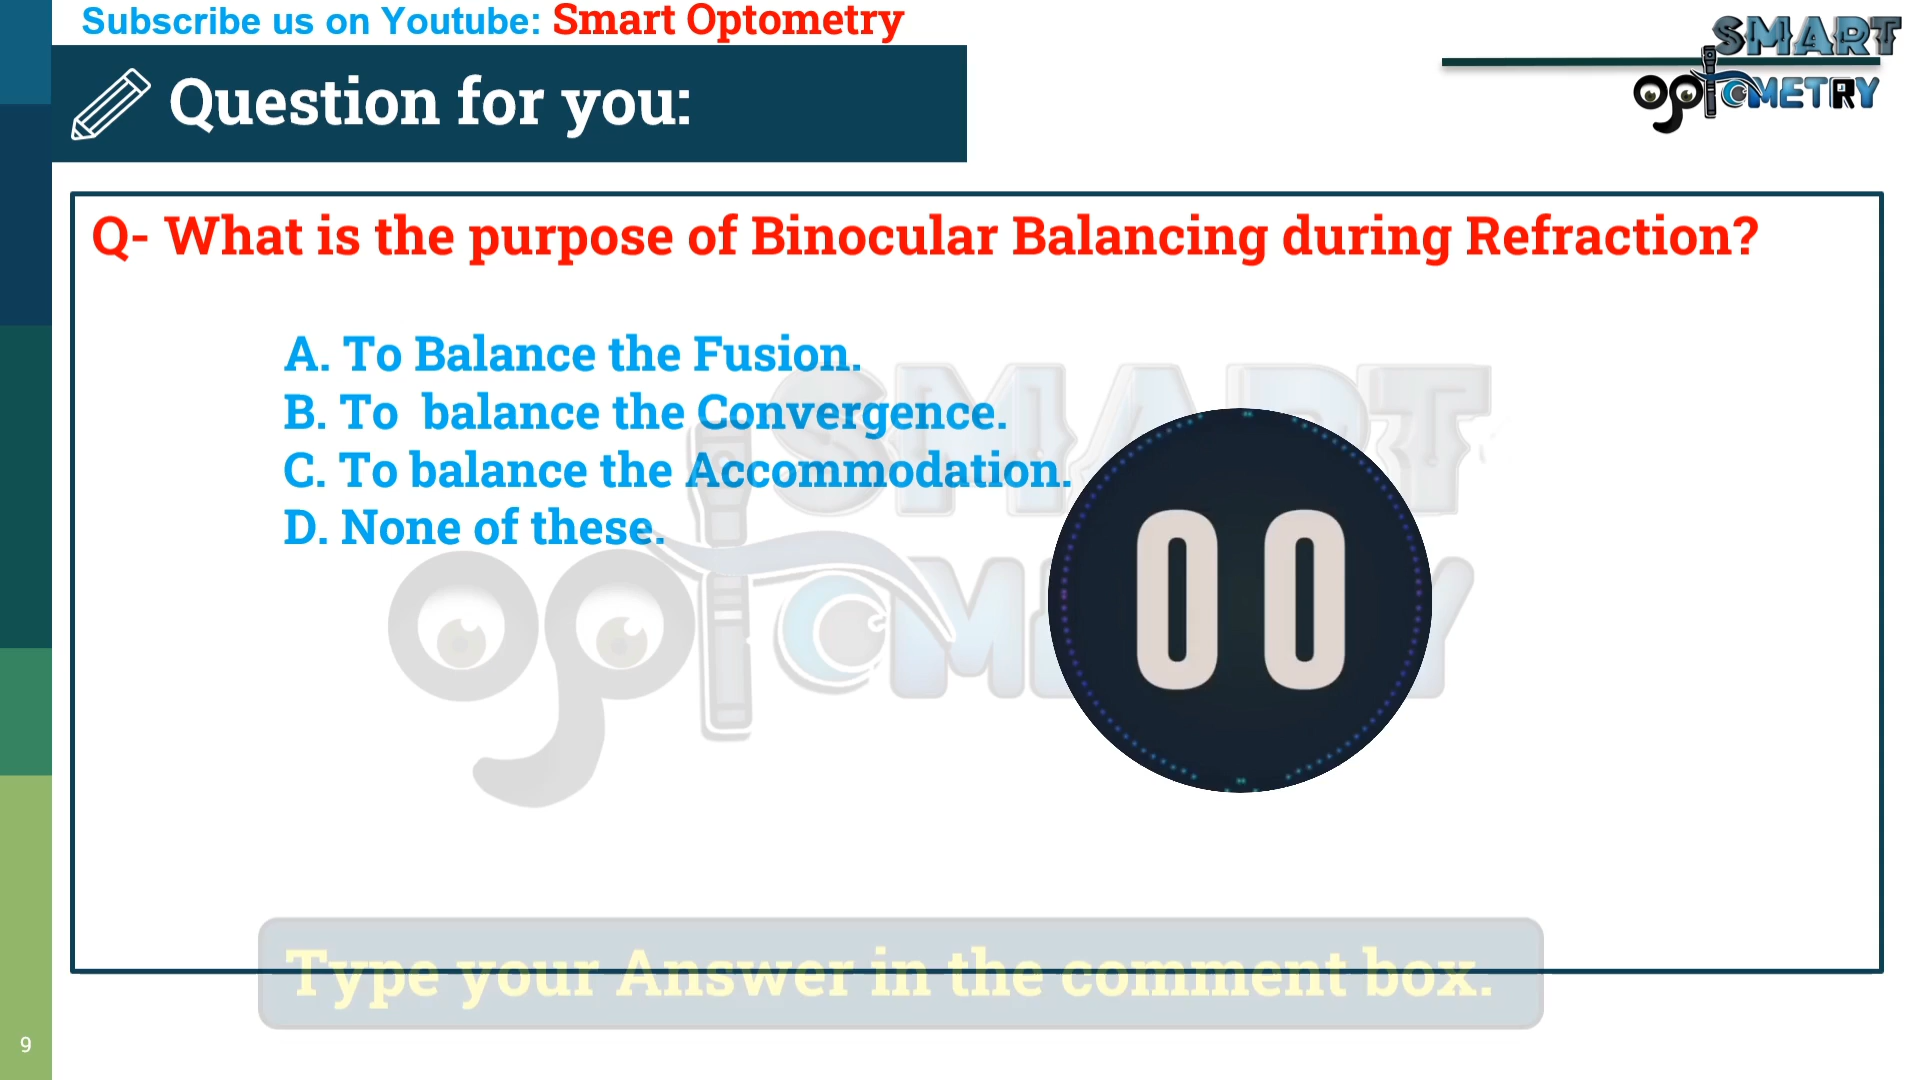 Subscribe us on Youtube: Smart Optometry
SMART
OPTOMETRY
Question for you:
Q- What is the purpose of Binocular Balancing during Refraction?
A. To Balance the Fusion.
B. To  balance the Convergence.
C. To balance the Accommodation.
D. None of these.
SMART
OPTOMETRY
00
Type your Answer in the comment box.
9